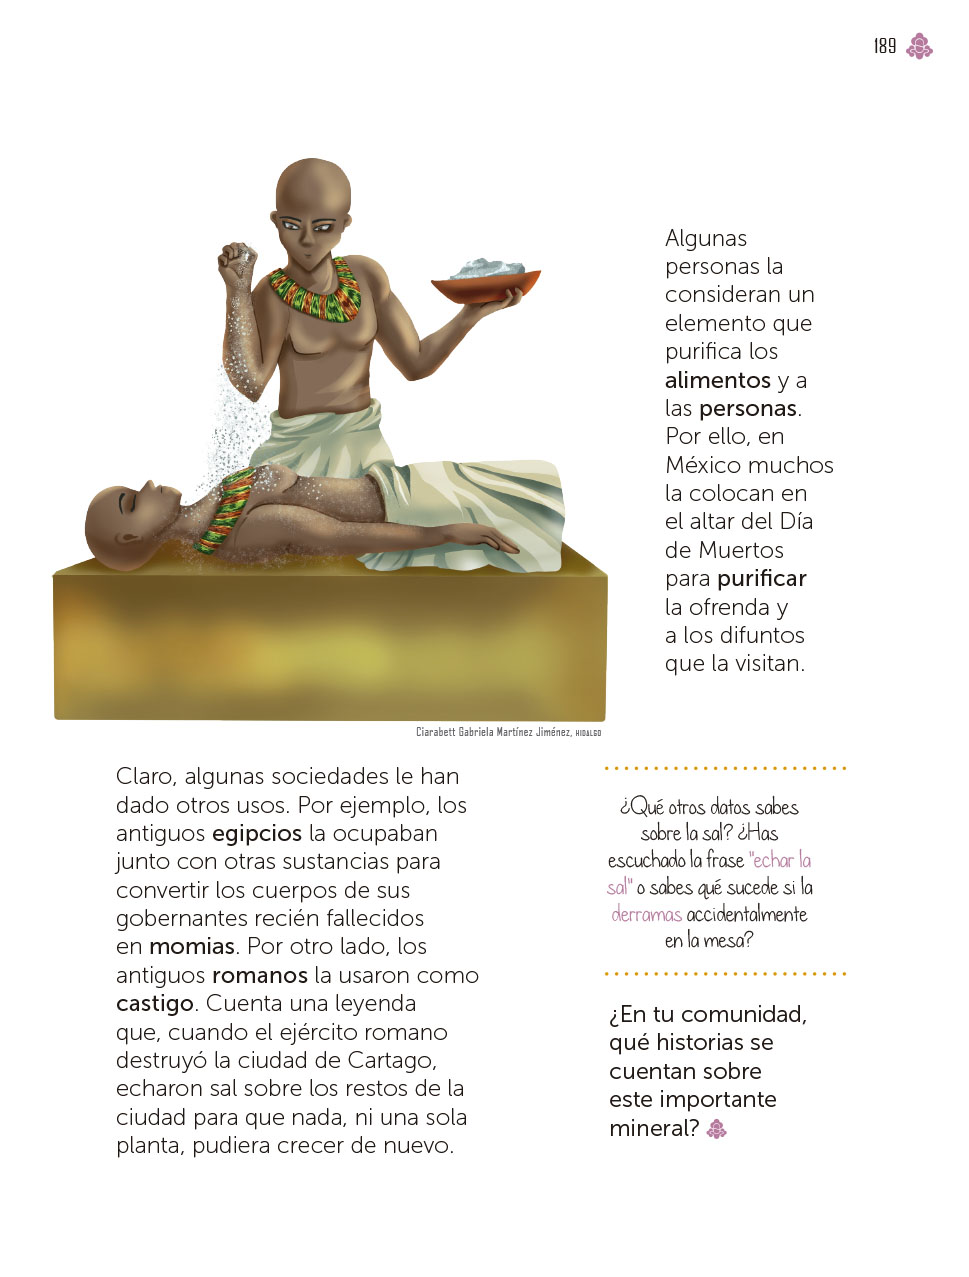 189
Algunas
personas la
consideran un
elemento que
purifica los
alimentos y a
las personas.
Por ello, en
México muchos
la colocan en
el altar del Día
de Muertos
para purificar
la ofrenda y
a los difuntos
que la visitan.
Ciarabett Gabriela Martínez Jiménez, HIDALGO
Claro, algunas sociedades le han
dado otros usos. Por ejemplo, los
antiguos egipcios la ocupaban
junto con otras sustancias para
convertir los cuerpos de sus
gobernantes recién fallecidos
en momias. Por otro lado, los
antiguos romanos la usaron como
castigo. Cuenta una leyenda
que, cuando el ejército romano
destruyó la ciudad de Cartago,
echaron sal sobre los restos de la
ciudad para que nada, ni una sola
planta, pudiera crecer de nuevo.
¿Qué otros datos sabes
sobre la sal? ¿Has
escuchado la frase "echar la
sal" o sabes qué sucede si la
derramas accidentalmente
en la mesa?
¿En tu comunidad,
qué historias se
cuentan sobre
este importante
mineral?